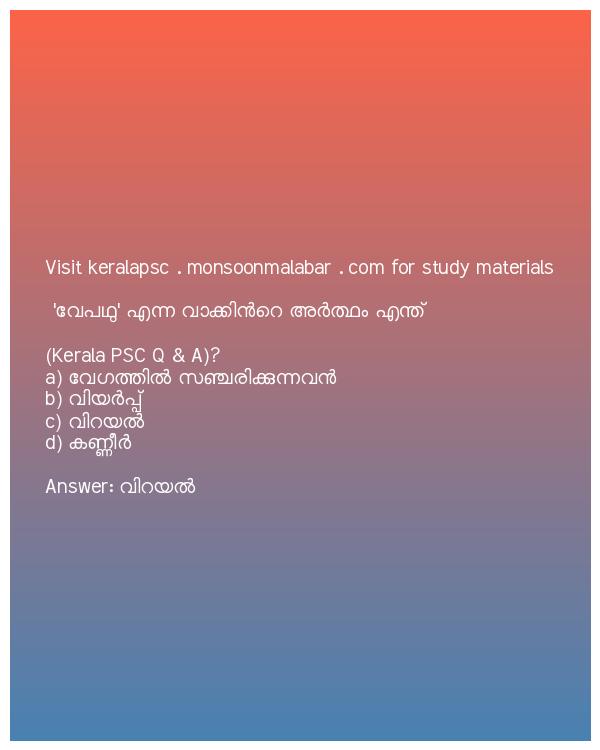 Visit keralapsc . monsoonmalabar . com for study materials
'വേപഥു' എന്ന വാക്കിൻറെ അർത്ഥം എന്ത്
(Kerala PSC Q & A)?
a) വേഗത്തിൽ സഞ്ചരിക്കുന്നവൻ
b) വിയർപ്പ്
c) വിറയൽ
d) കണ്ണീർ
Answer: വിറയൽ